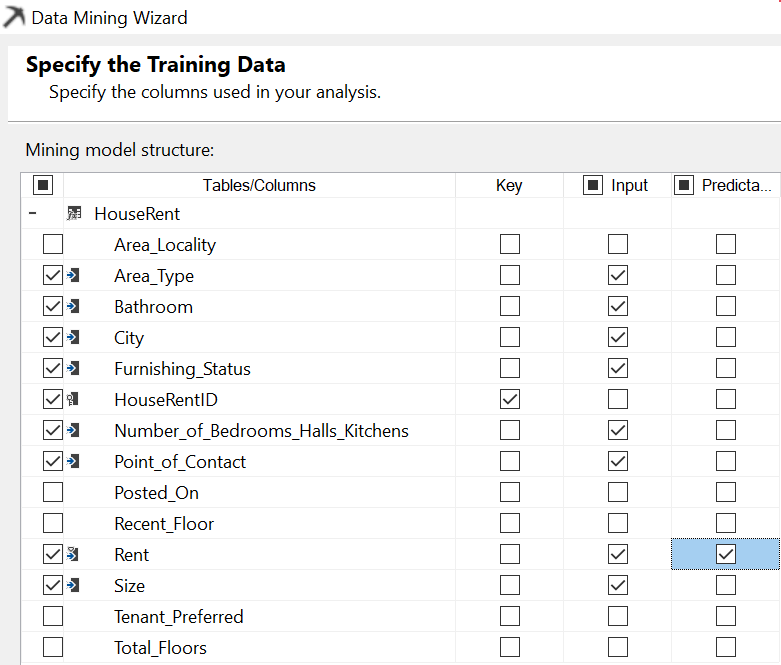 Data Mining Wizard
Specify the Training Data
Specify the columns used in your analysis.
Mining model structure:
Tables/Columns Key Input Predicta...
HouseRent
Area_Locality
Area_Type
Bathroom
City
Furnishing_Status
HouseRentID
Number_of_Bedrooms_Halls_Kitchens
Point_of_Contact
Posted_On
Recent_Floor
Rent
Size
Tenant_Preferred
Total_Floors